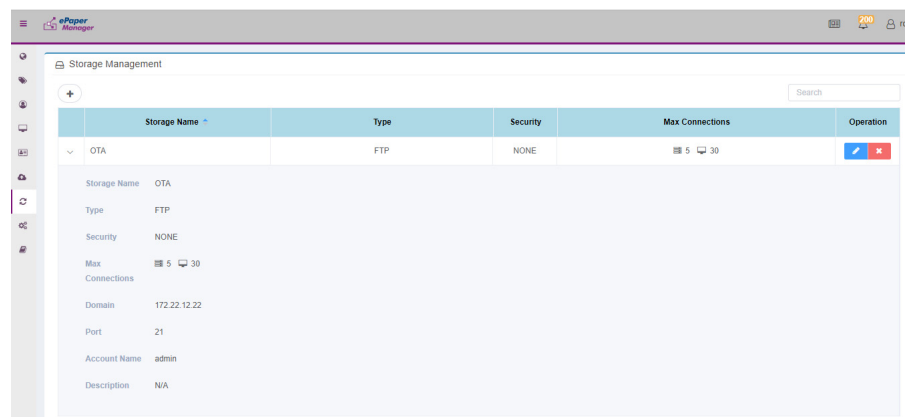 ePaper
Manager
200
Storage Management
+
Search
Storage Name Type Security Max Connections Operation
OTA FTP NONE 5 30
Storage Name OTA
Type FTP
Security NONE
Max
Connections 5 30
Domain 172.22.12.22
Port 21
Account Name admin
Description N/A